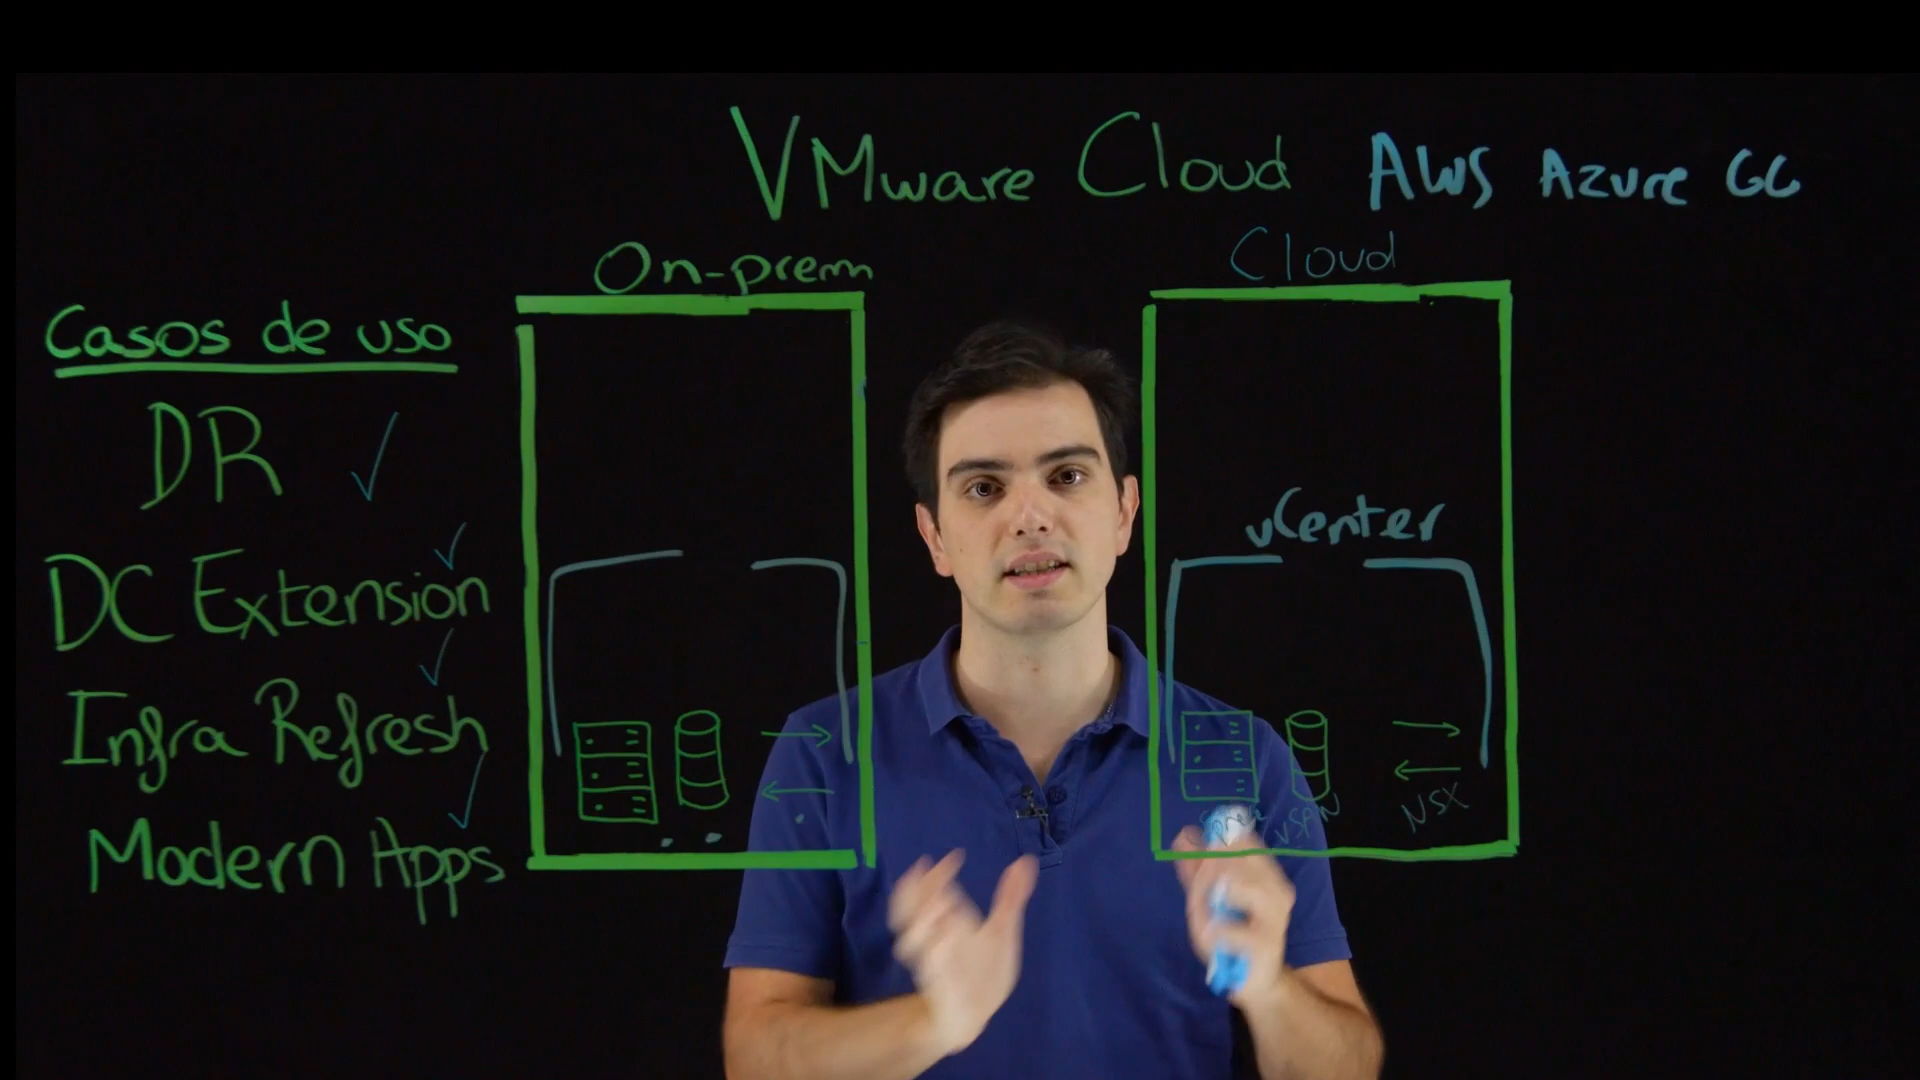 VMware Cloud AWS Azure GC
On-prem
Cloud
Casos de uso
DR
DC Extension
Infra Refresh
Modern Apps
vCenter
vSAN
NSX